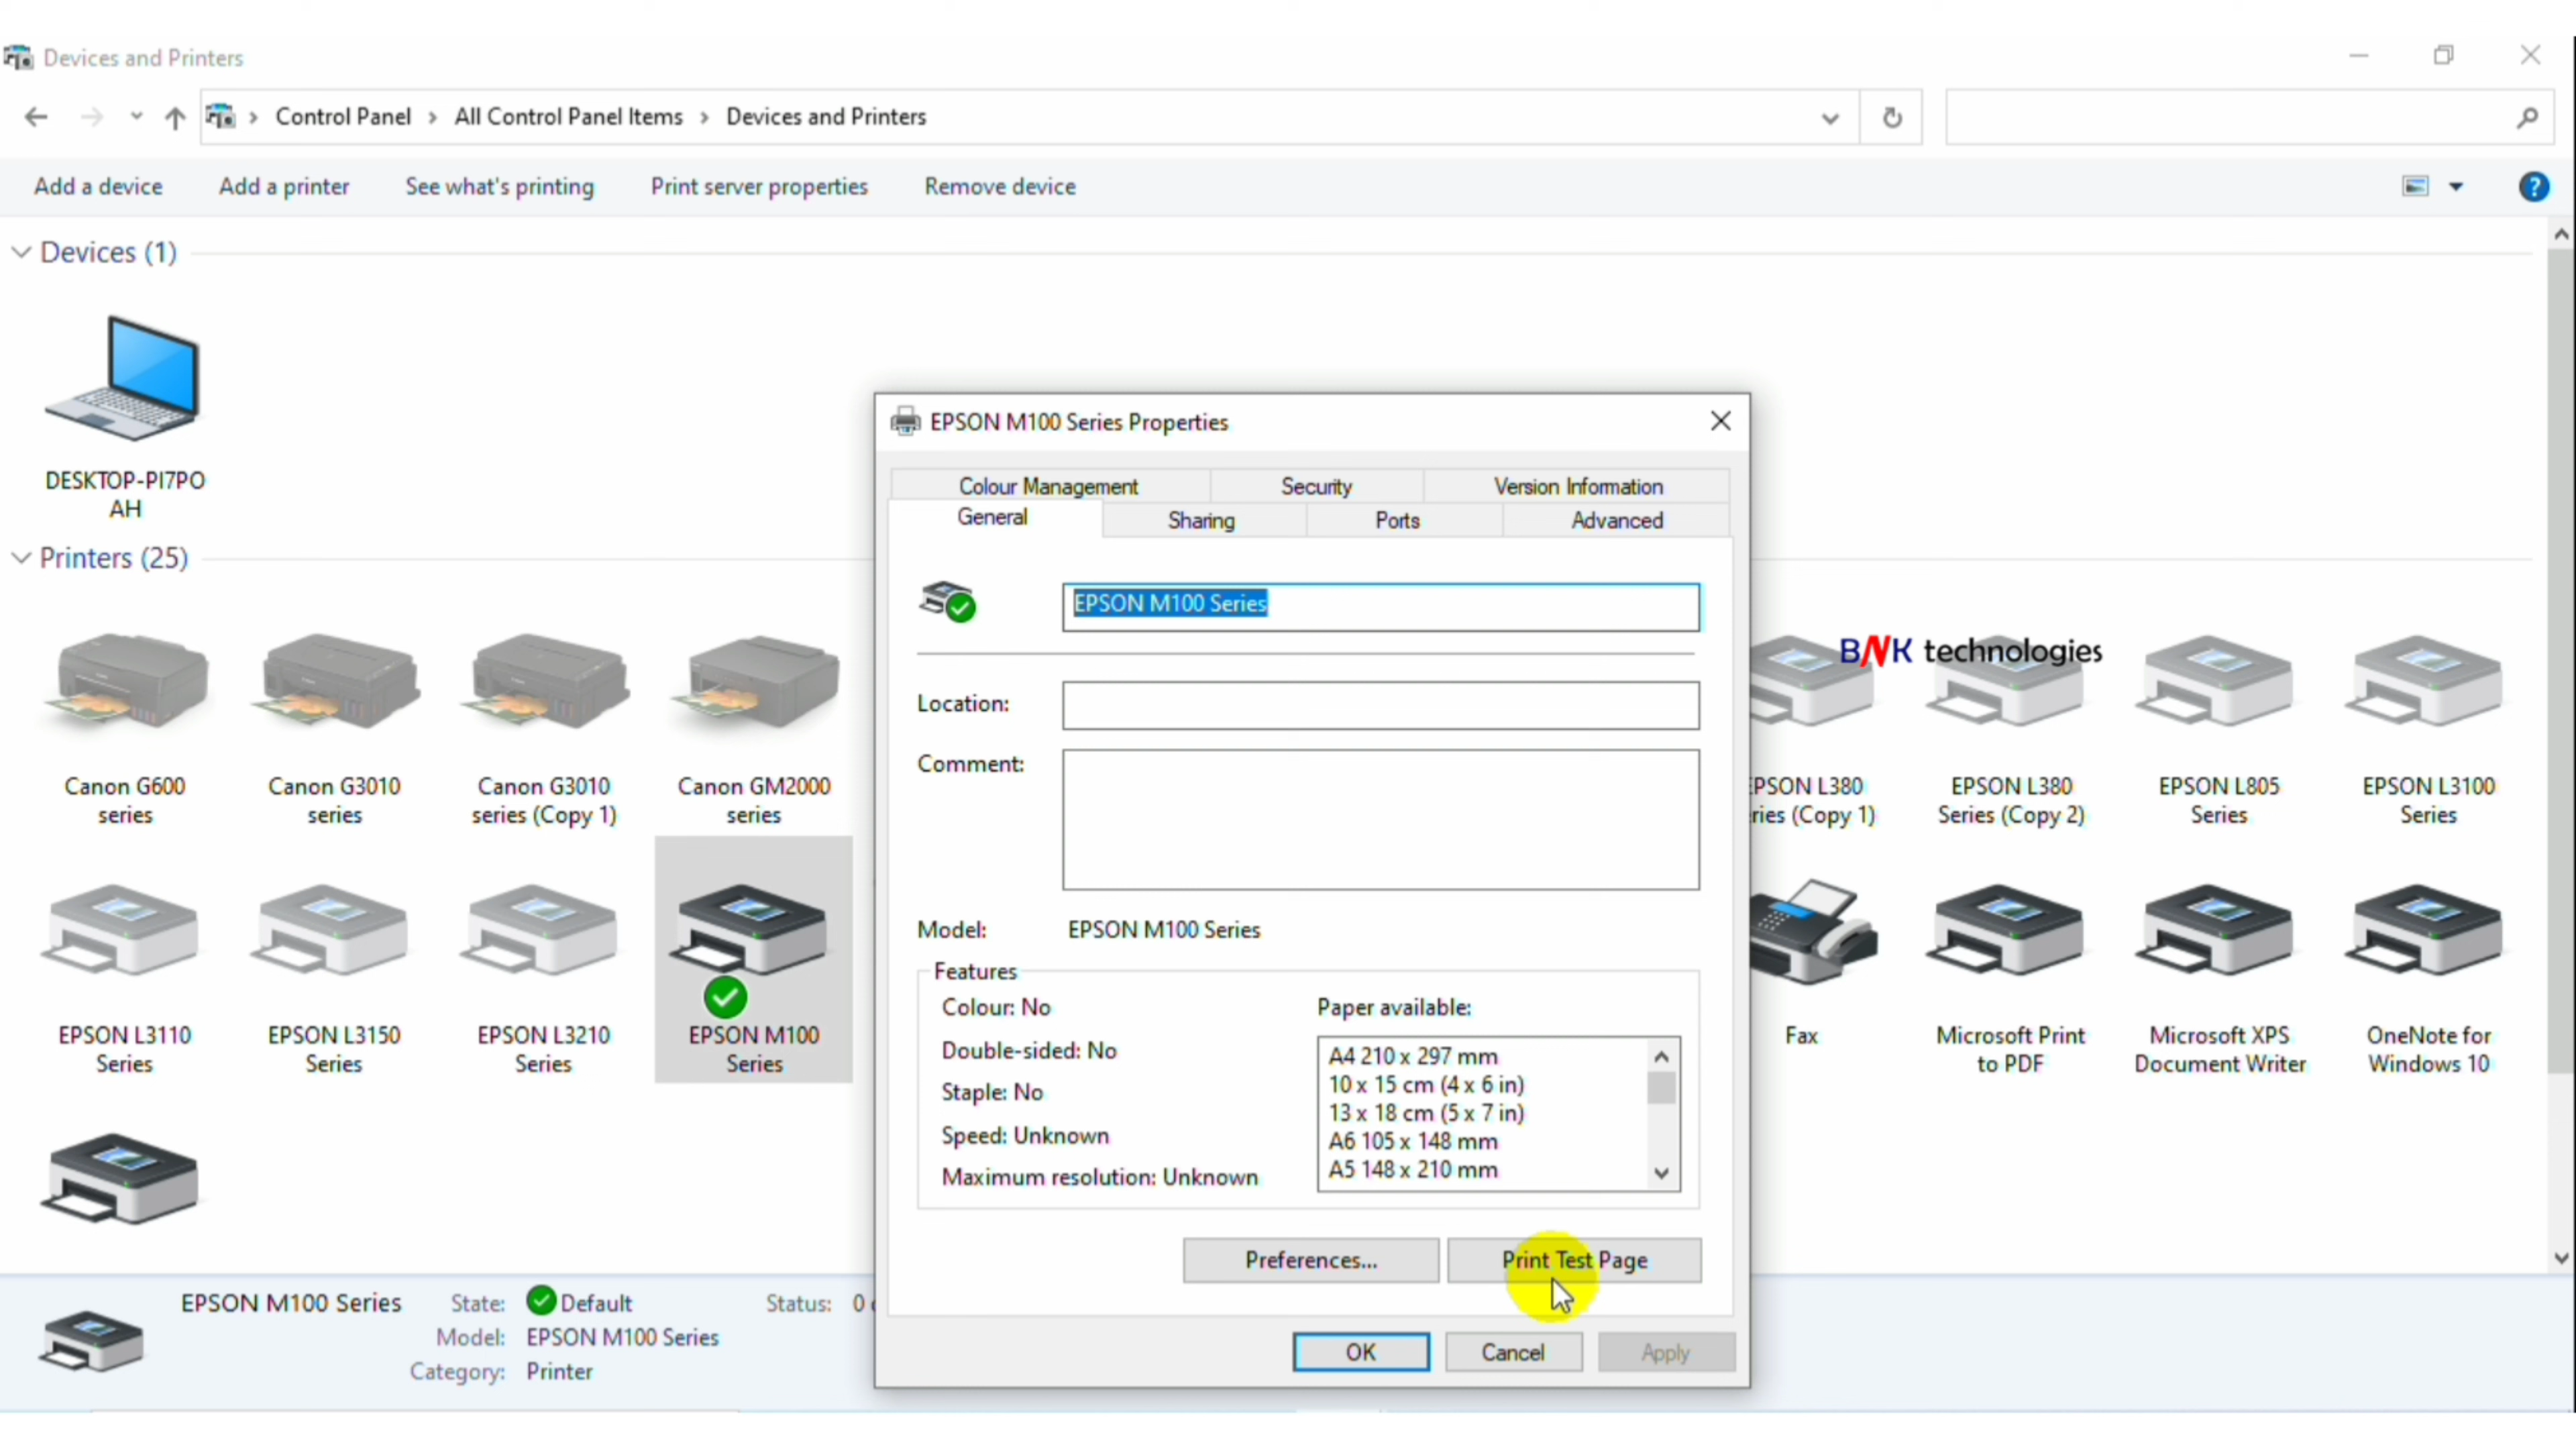 Devices and Printers
Control Panel › All Control Panel Items › Devices and Printers
Add a device Add a printer See what's printing Print server properties Remove device
Devices (1)
DESKTOP-PI7PO
AH
Printers (25)
Canon G600
series
Canon G3010
series
Canon G3010
series (Copy 1)
Canon GM2000
series
EPSON L380
Series (Copy 2)
EPSON L805
Series
EPSON L3100
Series
PSON L380
ries (Copy 1)
BNK technologies
EPSON L3110
Series
EPSON L3150
Series
EPSON L3210
Series
EPSON M100
Series
Fax
Microsoft Print
to PDF
Microsoft XPS
Document Writer
OneNote for
Windows 10
EPSON M100 Series Properties
Colour Management Security Version Information
General Sharing Ports Advanced
EPSON M100 Series
Location:
Comment:
Model: EPSON M100 Series
Features
Colour: No
Double-sided: No
Staple: No
Speed: Unknown
Maximum resolution: Unknown
Paper available:
A4 210 x 297 mm
10 x 15 cm (4 x 6 in)
13 x 18 cm (5 x 7 in)
A6 105 x 148 mm
A5 148 x 210 mm
Preferences... Print Test Page
OK Cancel Apply
EPSON M100 Series State: Default Status: 0
Model: EPSON M100 Series
Category: Printer